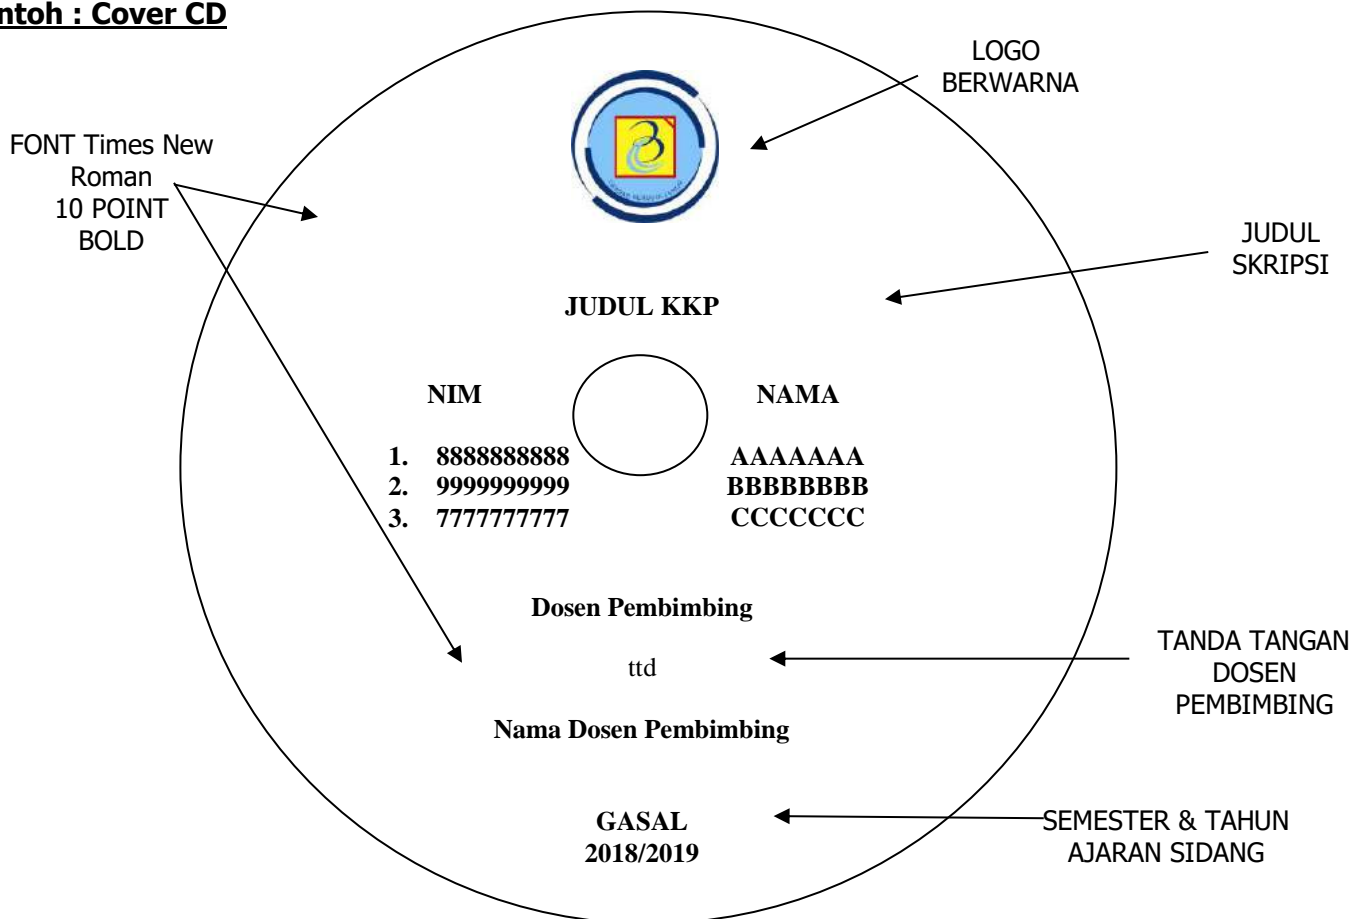 ntoh : Cover CD
LOGO
BERWARNA
FONT Times New
Roman
10 POINT
BOLD
JUDUL
SKRIPSI
JUDUL KKP
NIM NAMA
1. 8888888888 AAAAAAA
2. 9999999999 BBBBBBBB
3. 7777777777 CCCCCCC
Dosen Pembimbing
ttd
TANDA TANGAN
DOSEN
PEMBIMBING
Nama Dosen Pembimbing
GASAL
2018/2019
SEMESTER & TAHUN
AJARAN SIDANG